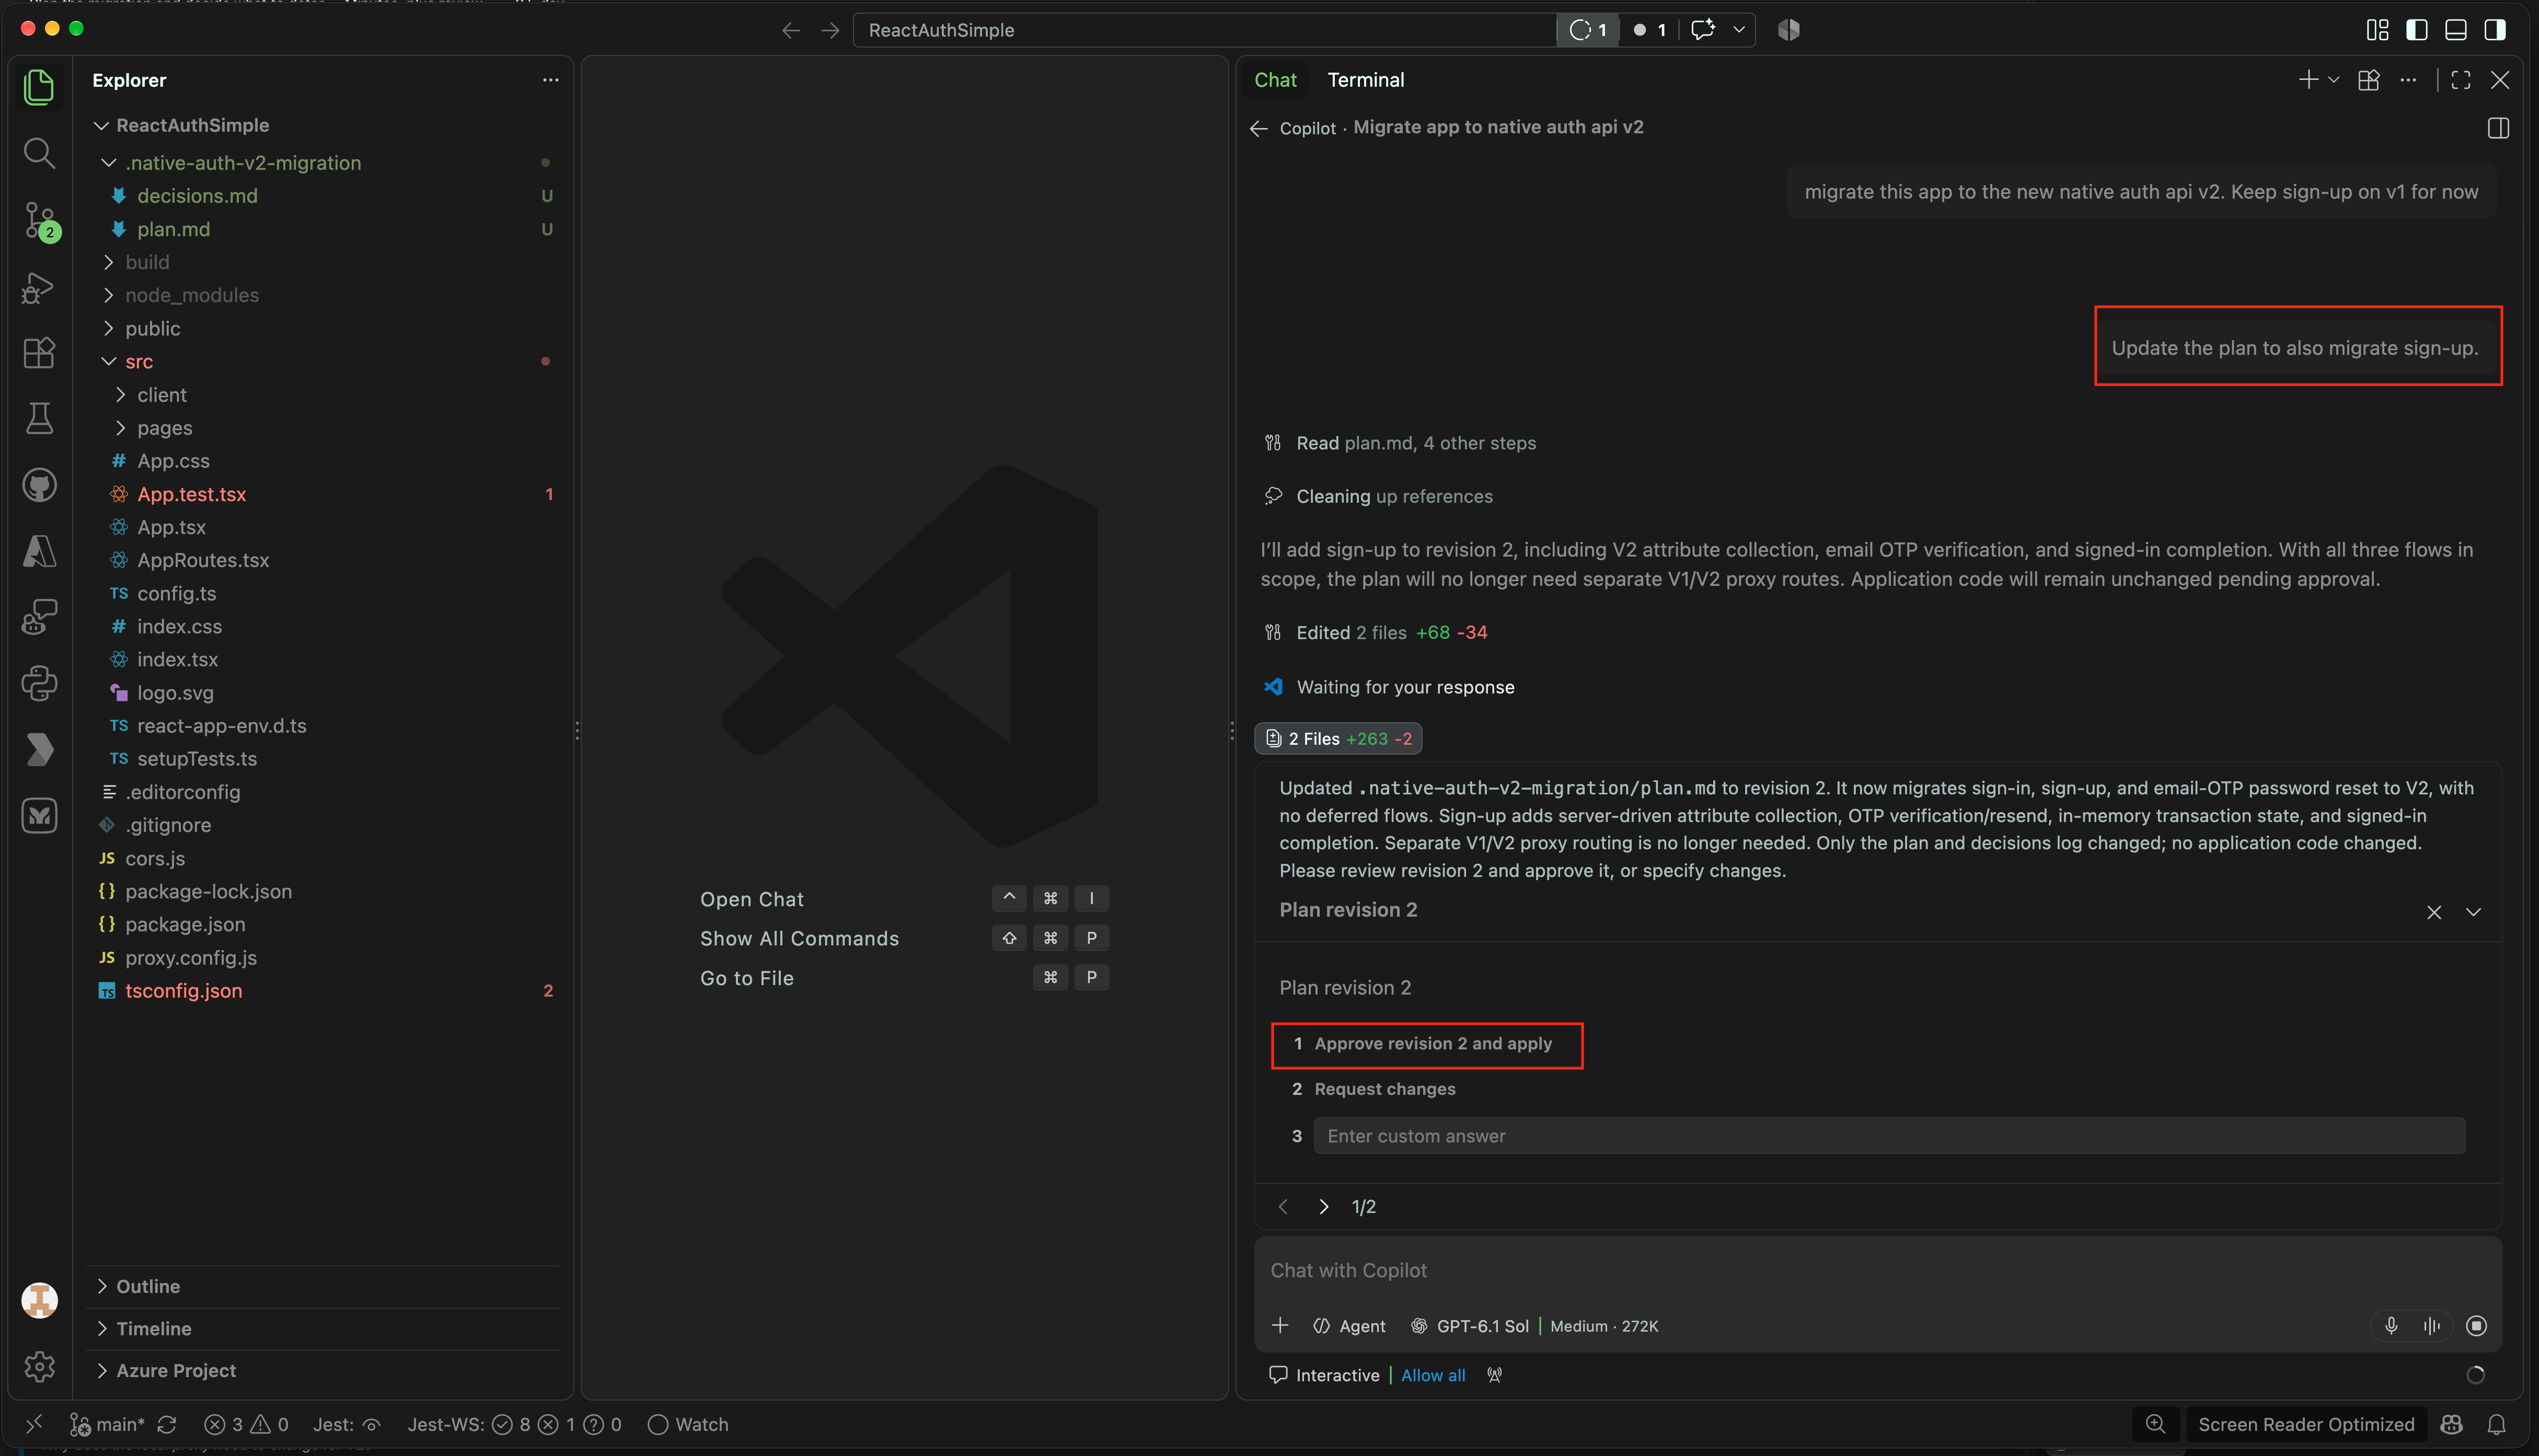 ReactAuthSimple
1
1
Explorer
ReactAuthSimple
.native-auth-v2-migration
decisions.md U
plan.md U
2
build
node_modules
public
src
client
pages
# App.css
App.test.tsx 1
App.tsx
AppRoutes.tsx
TS config.ts
# index.css
index.tsx
logo.svg
TS react-app-env.d.ts
TS setupTests.ts
.editorconfig
.gitignore
JS cors.js
{} package-lock.json
{} package.json
JS proxy.config.js
TS tsconfig.json 2
Outline
Timeline
Azure Project
Open Chat ^ ⌘ I
Show All Commands ⇧ ⌘ P
Go to File ⌘ P
Chat Terminal
Copilot · Migrate app to native auth api v2
migrate this app to the new native auth api v2. Keep sign-up on v1 for now
Update the plan to also migrate sign-up.
Read plan.md, 4 other steps
Cleaning up references
I'll add sign-up to revision 2, including V2 attribute collection, email OTP verification, and signed-in completion. With all three flows in
scope, the plan will no longer need separate V1/V2 proxy routes. Application code will remain unchanged pending approval.
Edited 2 files +68 -34
Waiting for your response
2 Files +263 -2
Updated .native-auth-v2-migration/plan.md to revision 2. It now migrates sign-in, sign-up, and email-OTP password reset to V2, with
no deferred flows. Sign-up adds server-driven attribute collection, OTP verification/resend, in-memory transaction state, and signed-in
completion. Separate V1/V2 proxy routing is no longer needed. Only the plan and decisions log changed; no application code changed.
Please review revision 2 and approve it, or specify changes.
Plan revision 2
Plan revision 2
1 Approve revision 2 and apply
2 Request changes
3 Enter custom answer
1/2
Chat with Copilot
Agent GPT-6.1 Sol | Medium · 272K
Interactive | Allow all
main* 3 0 Jest: Jest-WS: 8 1 0 Watch
Screen Reader Optimized